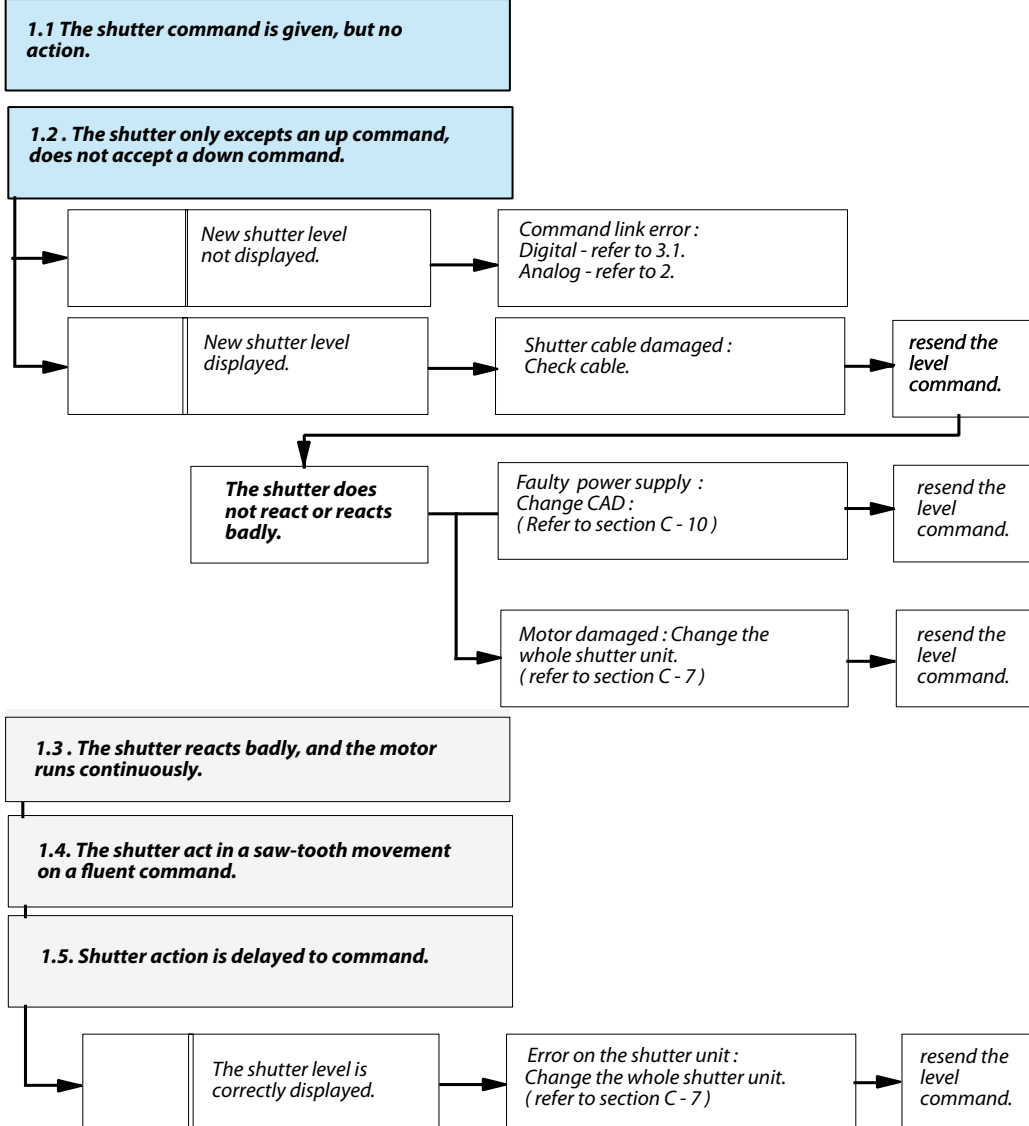 1.1 The shutter command is given, but no
action.
1.2 . The shutter only excepts an up command,
does not accept a down command.
New shutter level
not displayed.
Command link error :
Digital - refer to 3.1.
Analog - refer to 2.
New shutter level
displayed.
Shutter cable damaged :
Check cable.
resend the
level
command.
The shutter does
not react or reacts
badly.
Faulty power supply :
Change CAD :
( Refer to section C - 10 )
resend the
level
command.
Motor damaged : Change the
whole shutter unit.
( refer to section C - 7 )
resend the
level
command.
1.3 . The shutter reacts badly, and the motor
runs continuously.
1.4. The shutter act in a saw-tooth movement
on a fluent command.
1.5. Shutter action is delayed to command.
The shutter level is
correctly displayed.
Error on the shutter unit :
Change the whole shutter unit.
( refer to section C - 7 )
resend the
level
command.